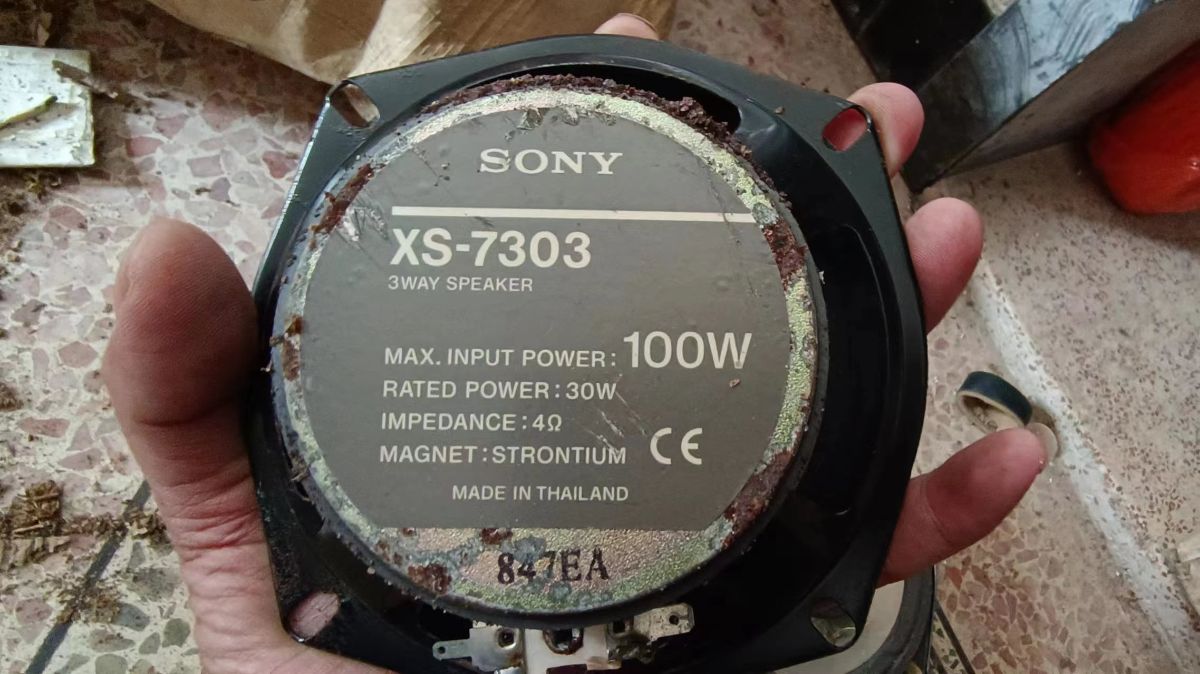 SONY
XS-7303
3WAY SPEAKER
MAX. INPUT POWER: 100W
RATED POWER: 30W
IMPEDANCE: 4Ω
MAGNET: STRONTIUM CE
MADE IN THAILAND
847EA